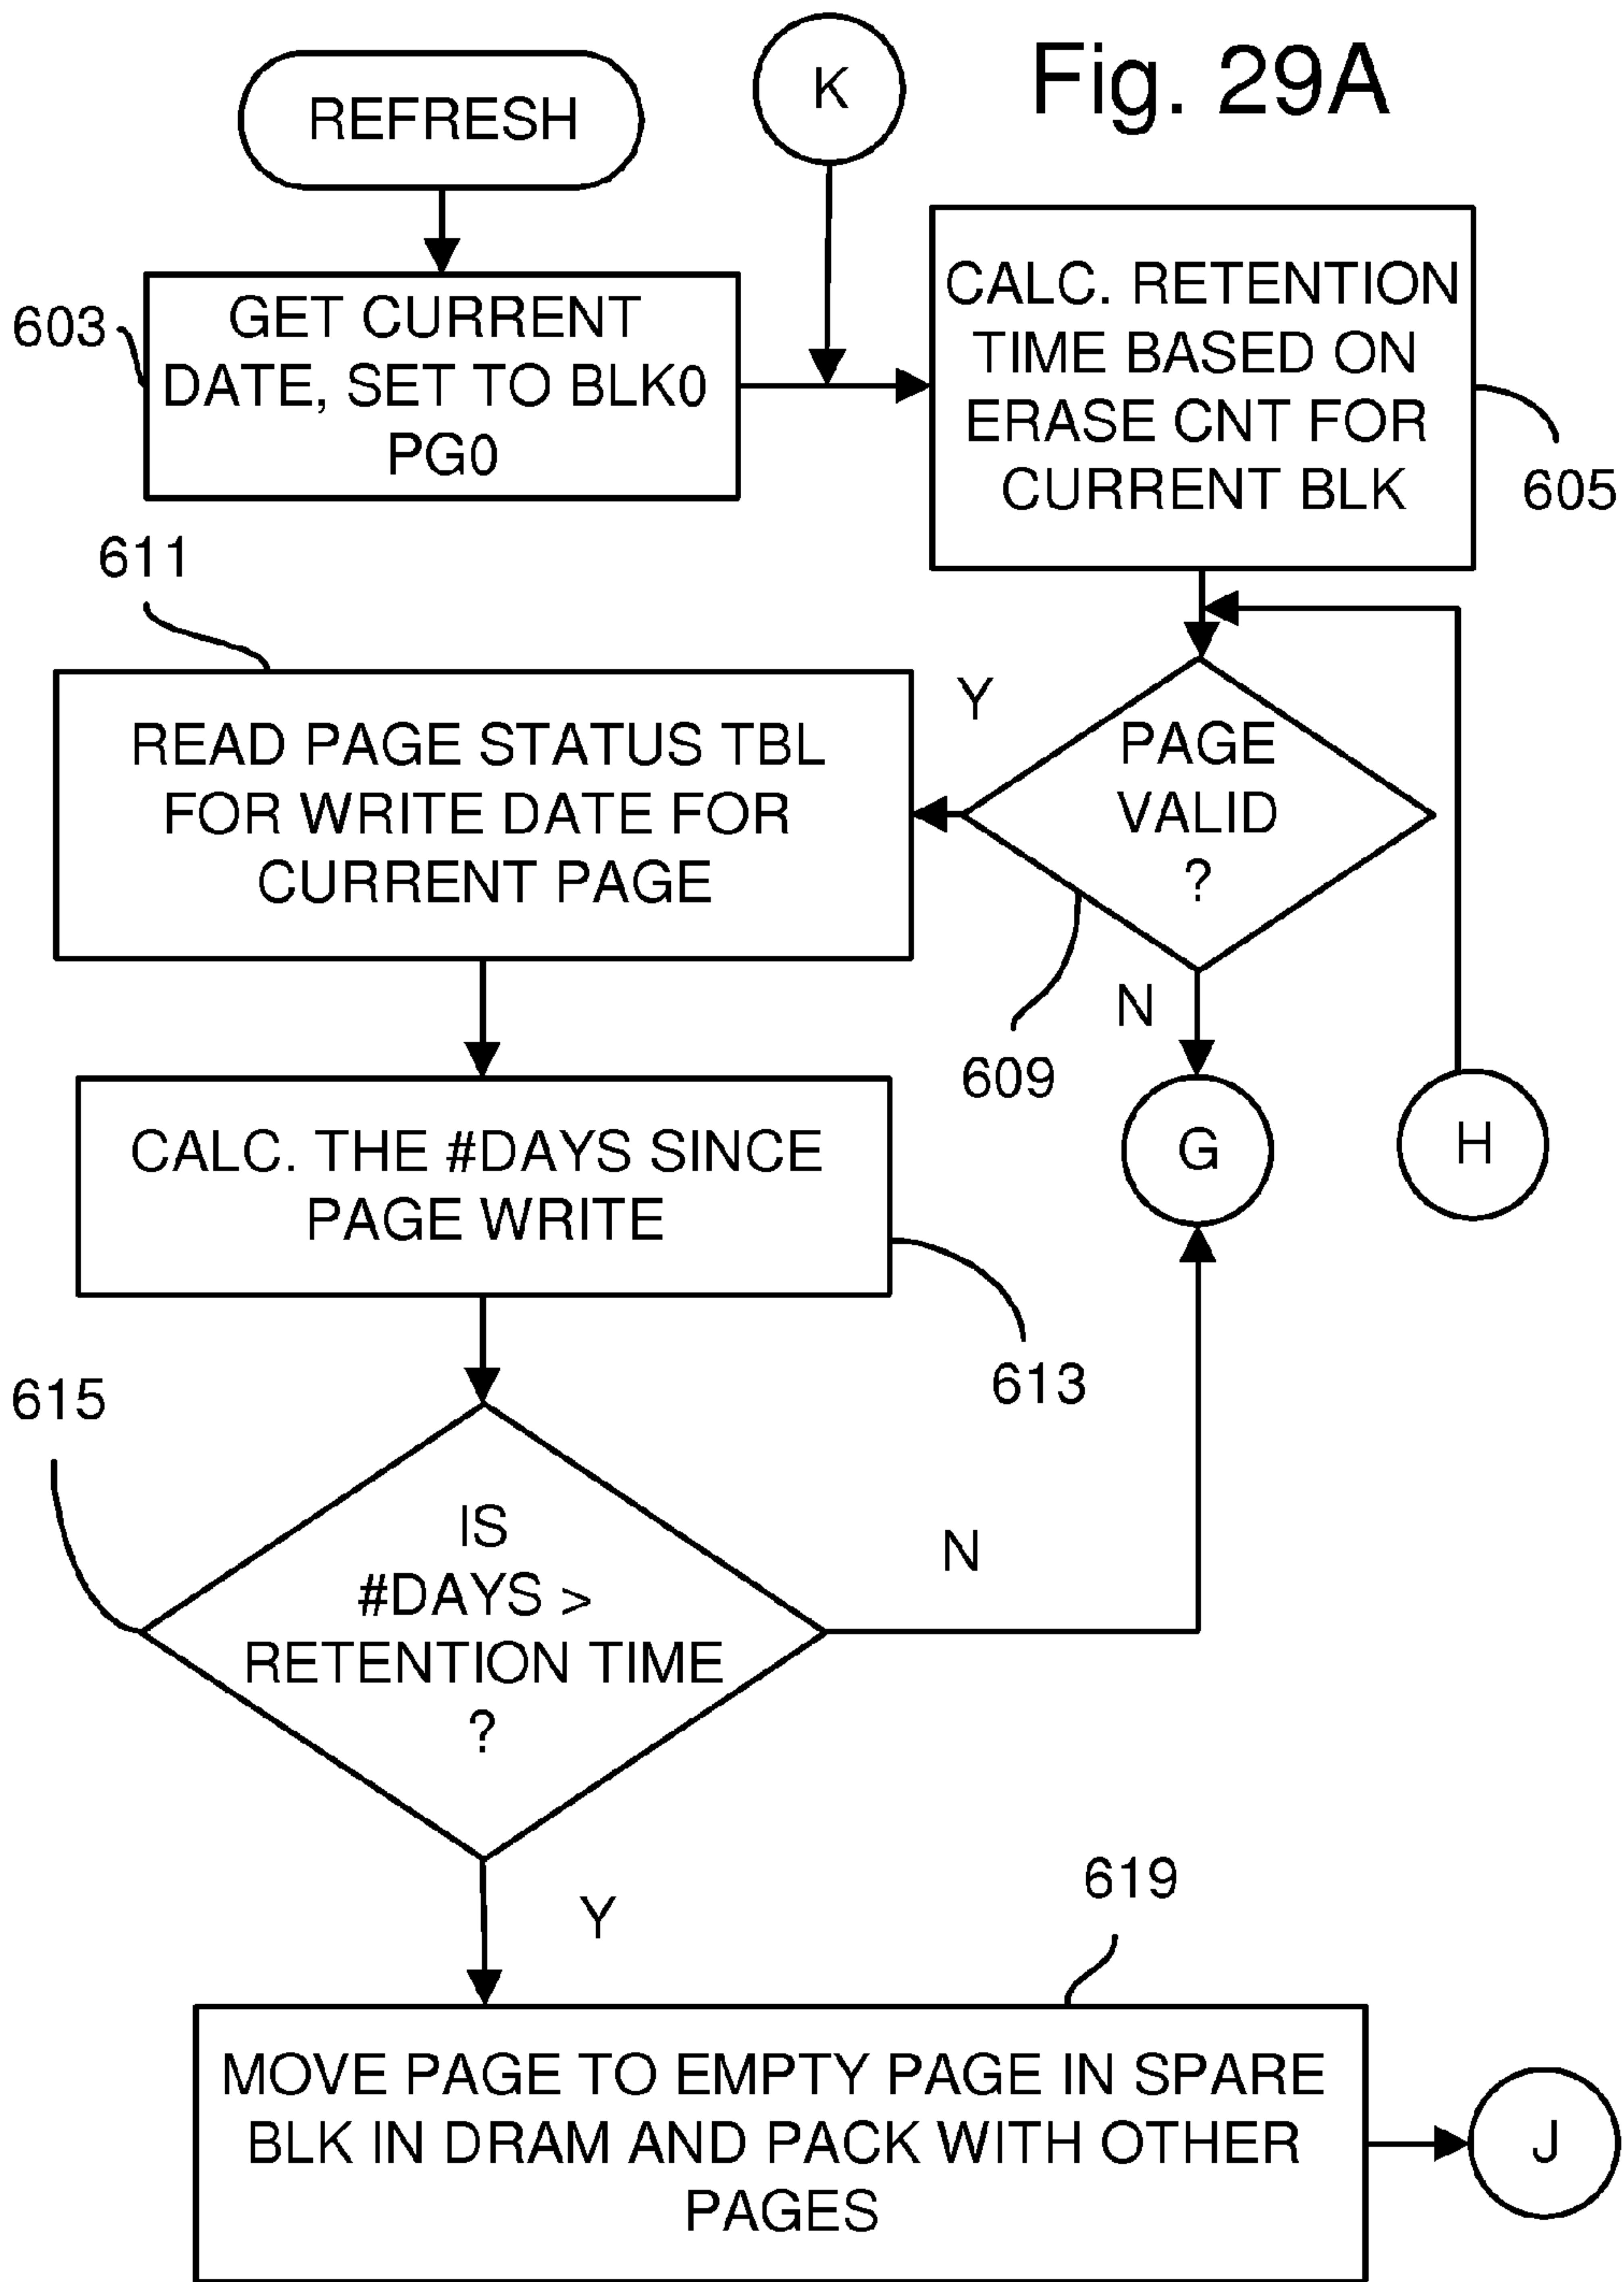 Fig. 29A
REFRESH
K
603
GET CURRENT
DATE, SET TO BLK0
PG0
CALC. RETENTION
TIME BASED ON
ERASE CNT FOR
CURRENT BLK
605
611
READ PAGE STATUS TBL
FOR WRITE DATE FOR
CURRENT PAGE
Y
PAGE
VALID
?
N
609
G
H
CALC. THE #DAYS SINCE
PAGE WRITE
613
615
IS
#DAYS >
RETENTION TIME
?
N
Y
619
MOVE PAGE TO EMPTY PAGE IN SPARE
BLK IN DRAM AND PACK WITH OTHER
PAGES
J